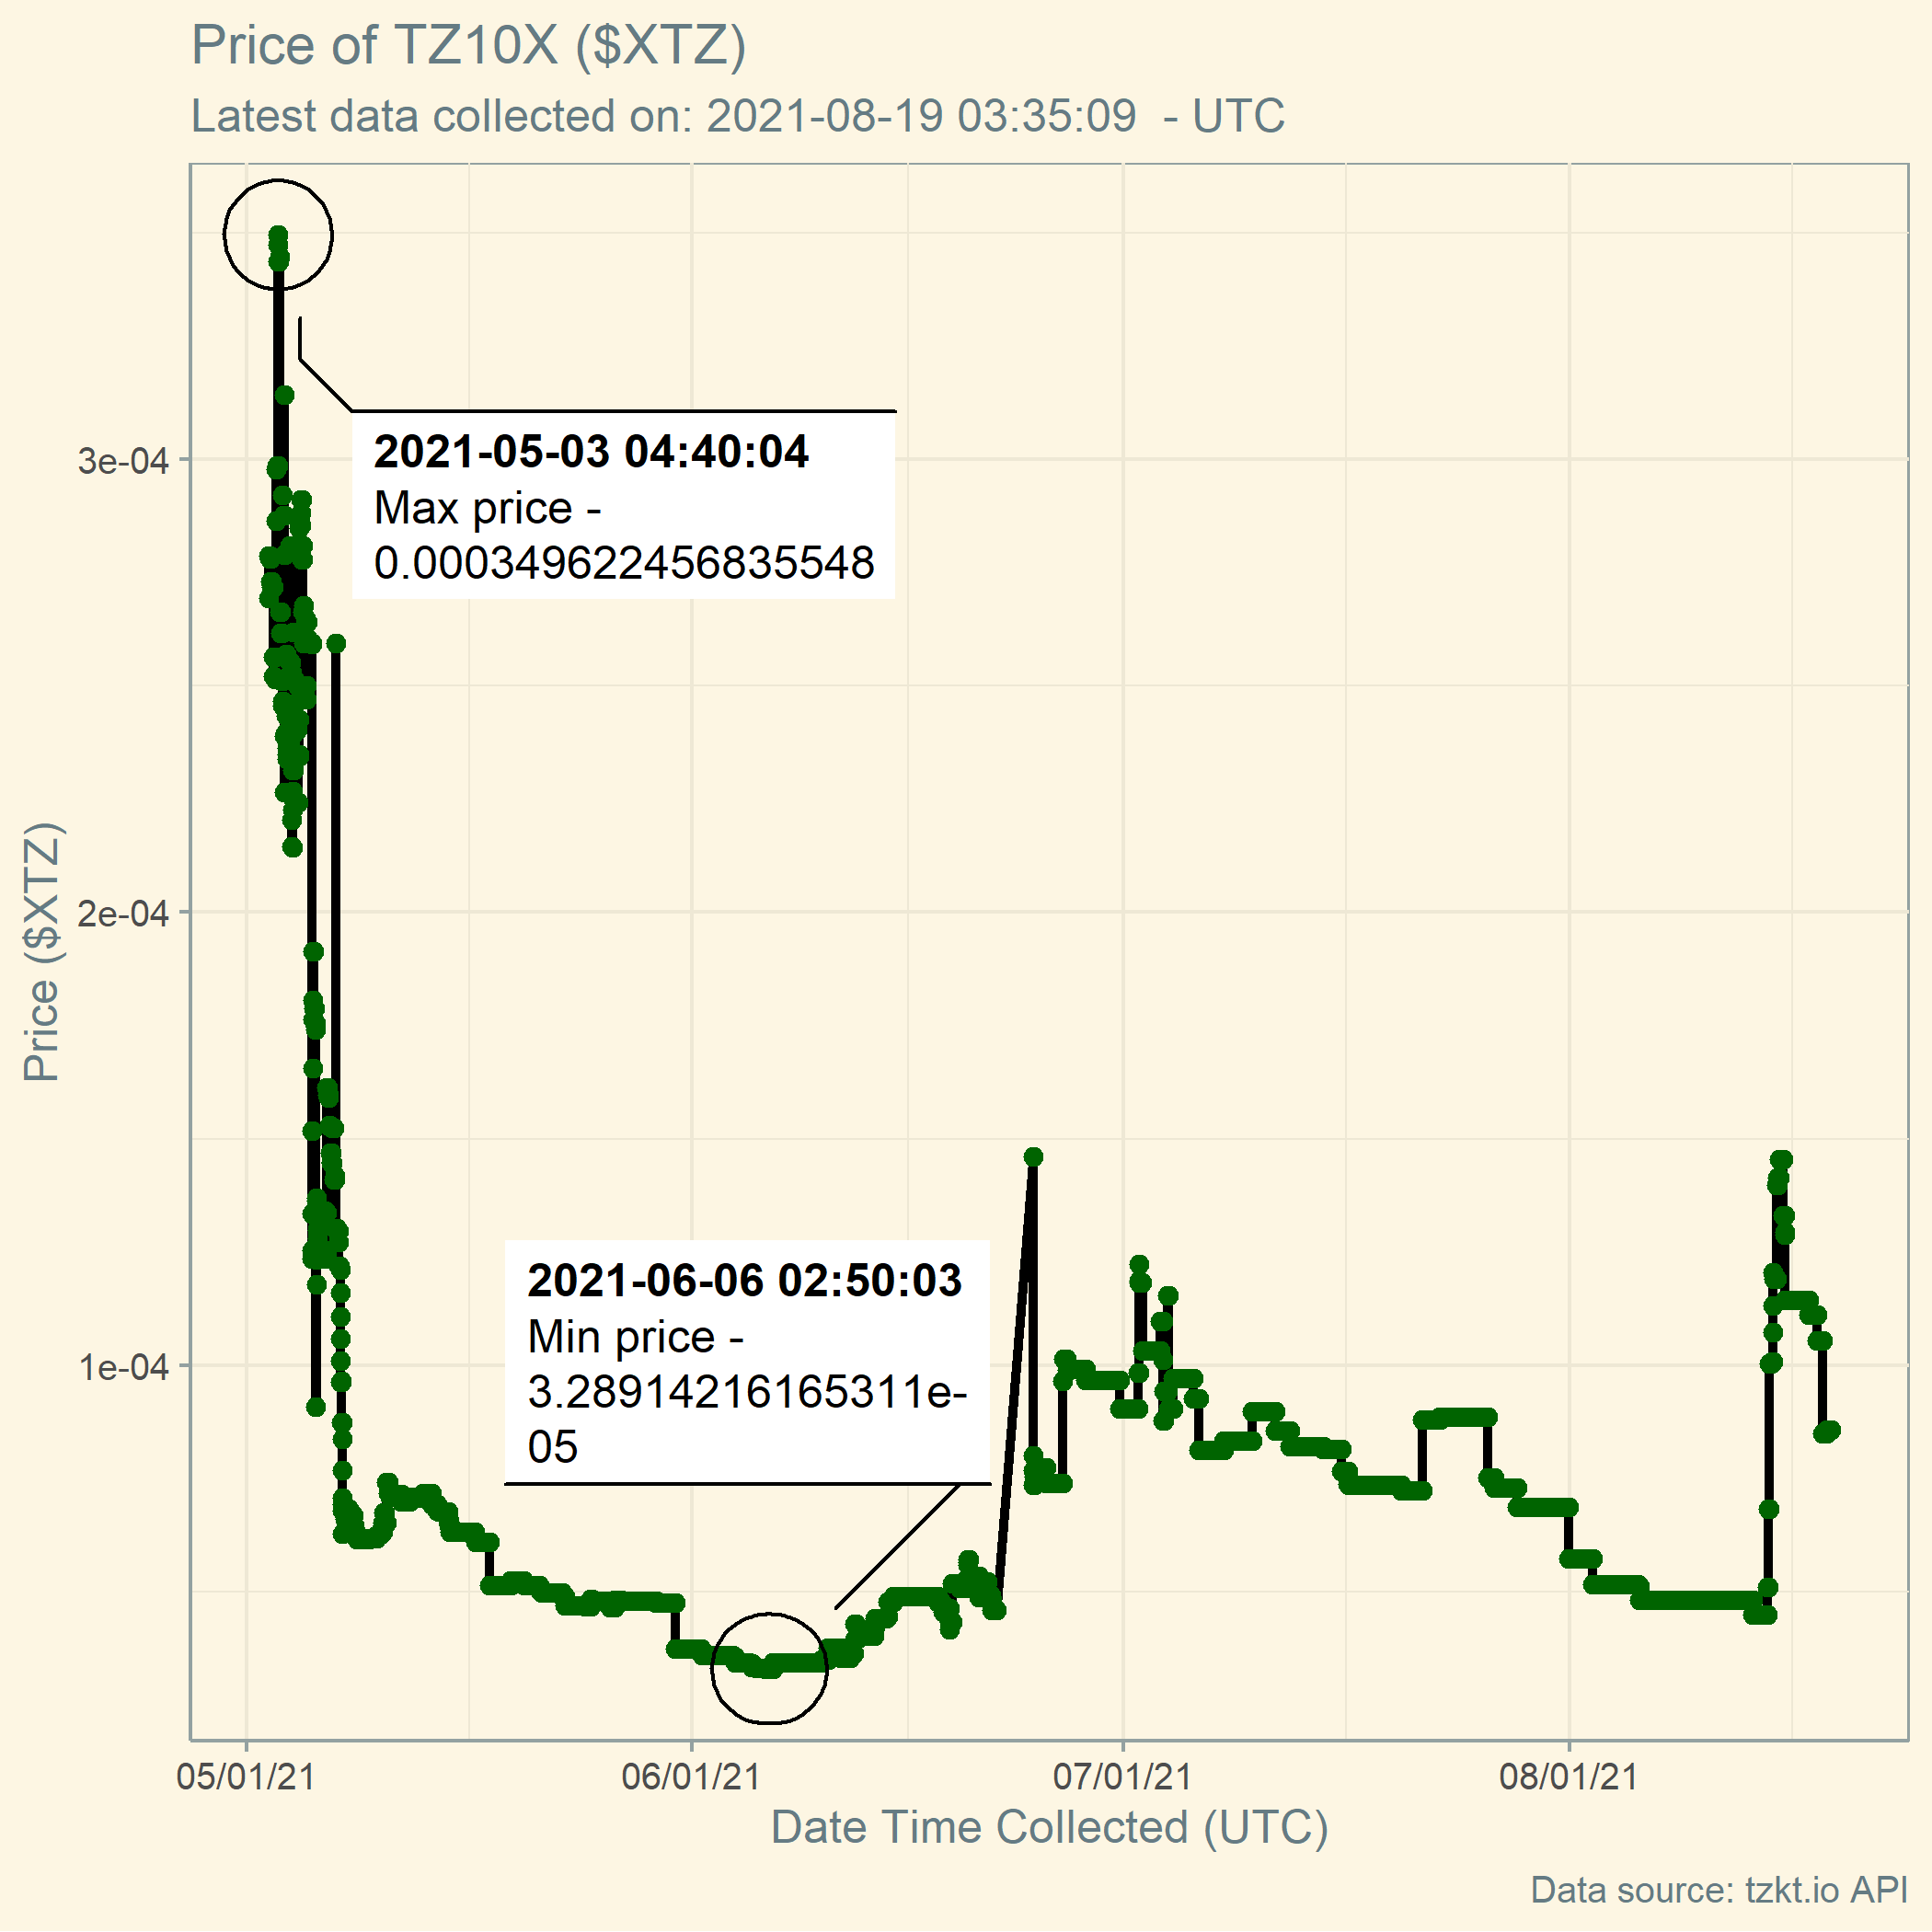 Price of TZ10X ($XTZ)
Latest data collected on: 2021-08-19 03:35:09  - UTC
2021-05-03 04:40:04
Max price -
0.000349622456835548
3e-04
2e-04
1e-04
Price ($XTZ)
2021-06-06 02:50:03
Min price -
3.28914216165311e-
05
05/01/21
06/01/21
07/01/21
08/01/21
Date Time Collected (UTC)
Data source: tzkt.io API